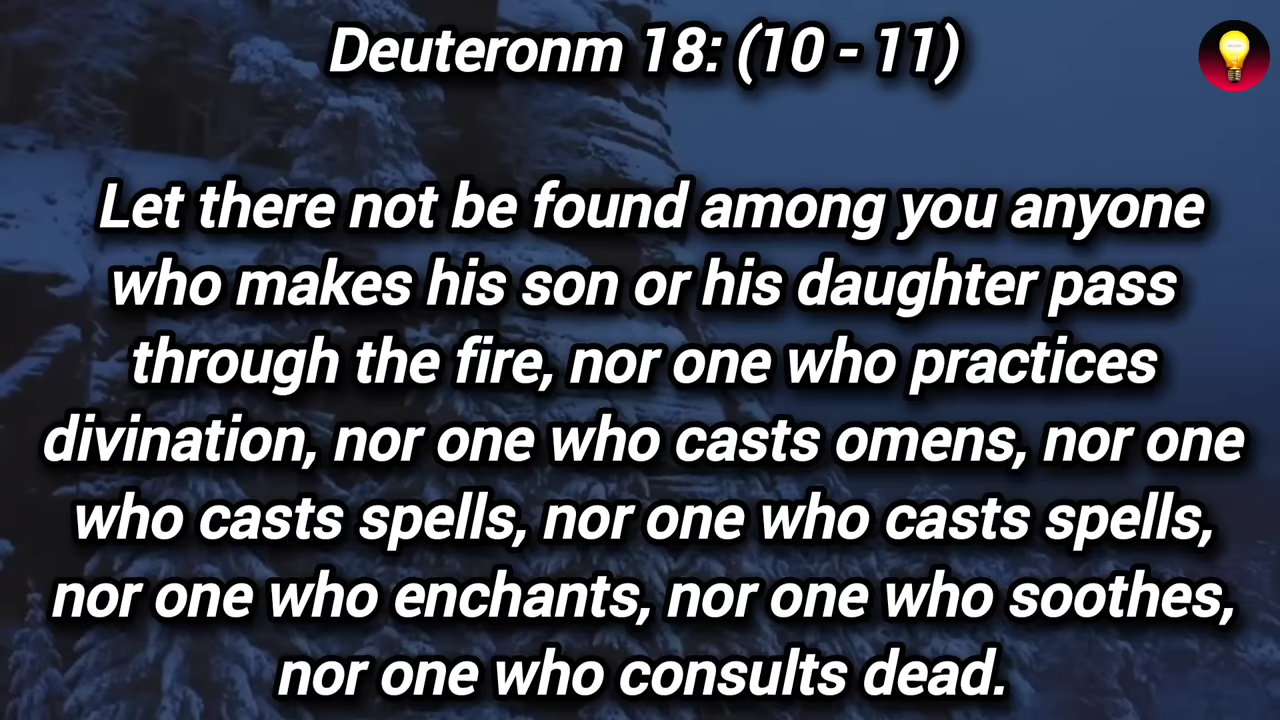 Deuteronm 18: (10 - 11)
Let there not be found among you anyone
who makes his son or his daughter pass
through the fire, nor one who practices
divination, nor one who casts omens, nor one
who casts spells, nor one who casts spells,
nor one who enchants, nor one who soothes,
nor one who consults dead.